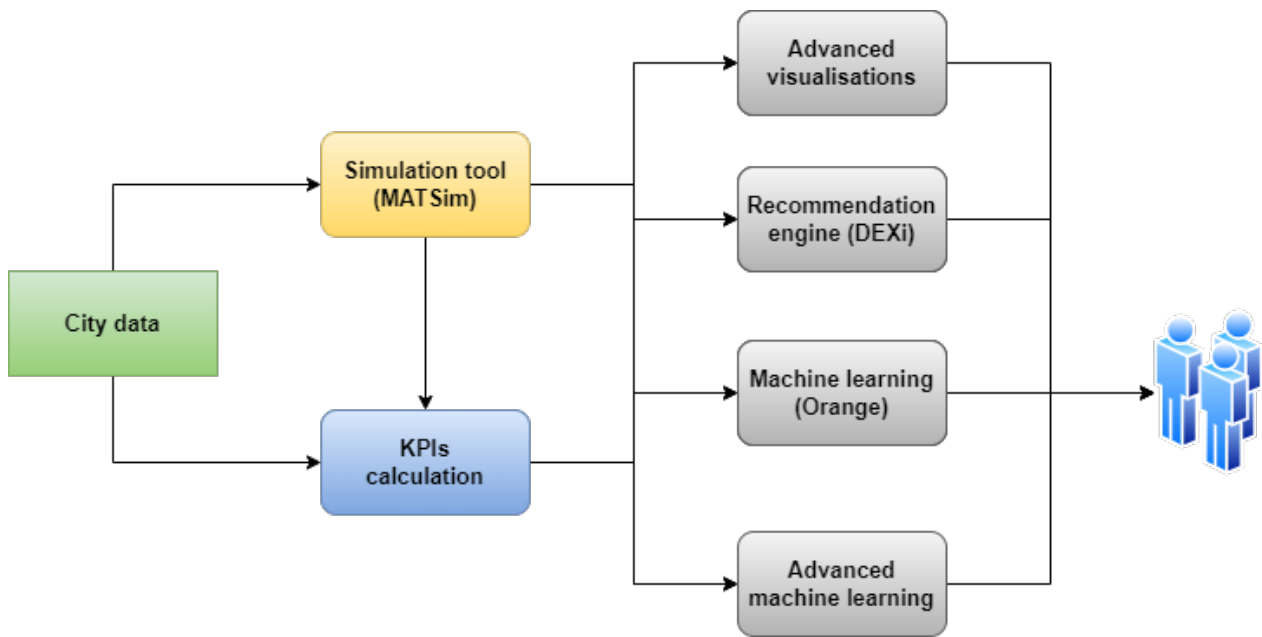 Advanced
visualisations
Simulation tool
(MATSim)
Recommendation
engine (DEXi)
City data
Machine learning
(Orange)
KPIs
calculation
Advanced
machine learning